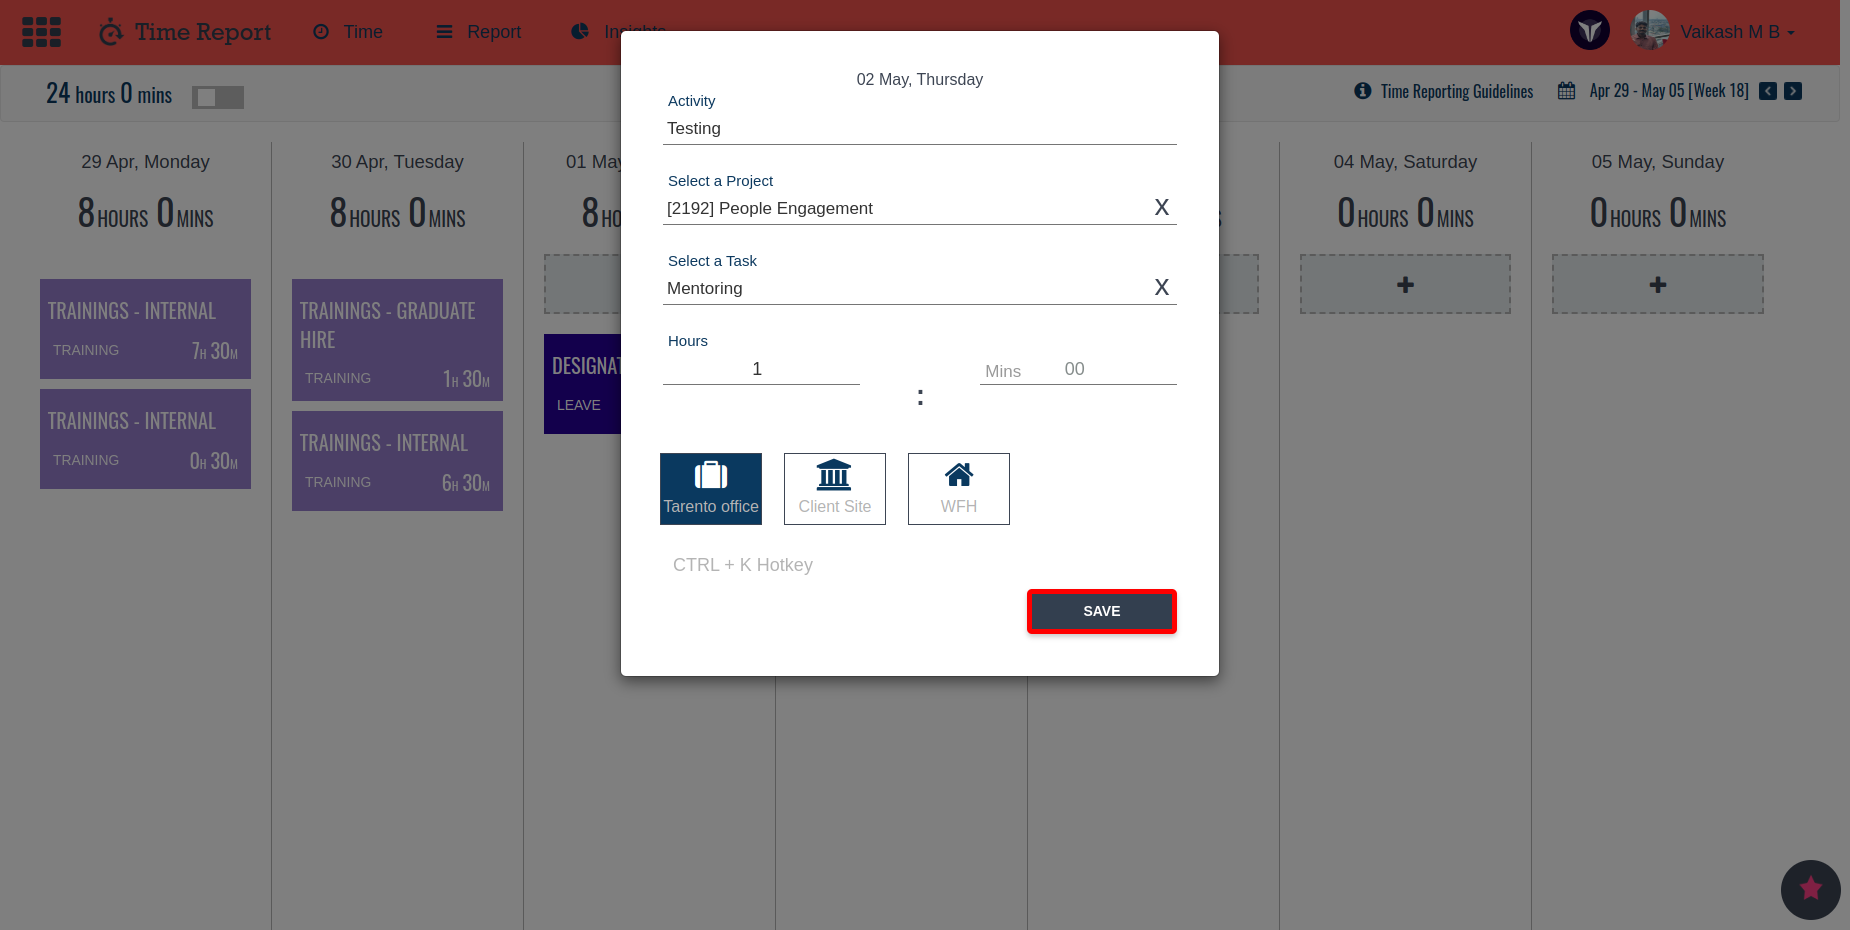 Time Report
Time
Report
Insights
Vaikash M B
24 hours 0 mins
Time Reporting Guidelines
Apr 29 - May 05 [Week 18]
29 Apr, Monday
8 HOURS 0 MINS
TRAININGS - INTERNAL
TRAINING 7H 30M
TRAININGS - INTERNAL
TRAINING 0H 30M
30 Apr, Tuesday
8 HOURS 0 MINS
TRAININGS - GRADUATE
HIRE
TRAINING 1H 30M
TRAININGS - INTERNAL
TRAINING 6H 30M
01 May
8 HO
DESIGNAT
LEAVE
02 May, Thursday
Activity
Testing
Select a Project
[2192] People Engagement X
Select a Task
Mentoring X
Hours
1 : Mins 00
Tarento office
Client Site
WFH
CTRL + K Hotkey
SAVE
04 May, Saturday
0 HOURS 0 MINS
+
05 May, Sunday
0 HOURS 0 MINS
+